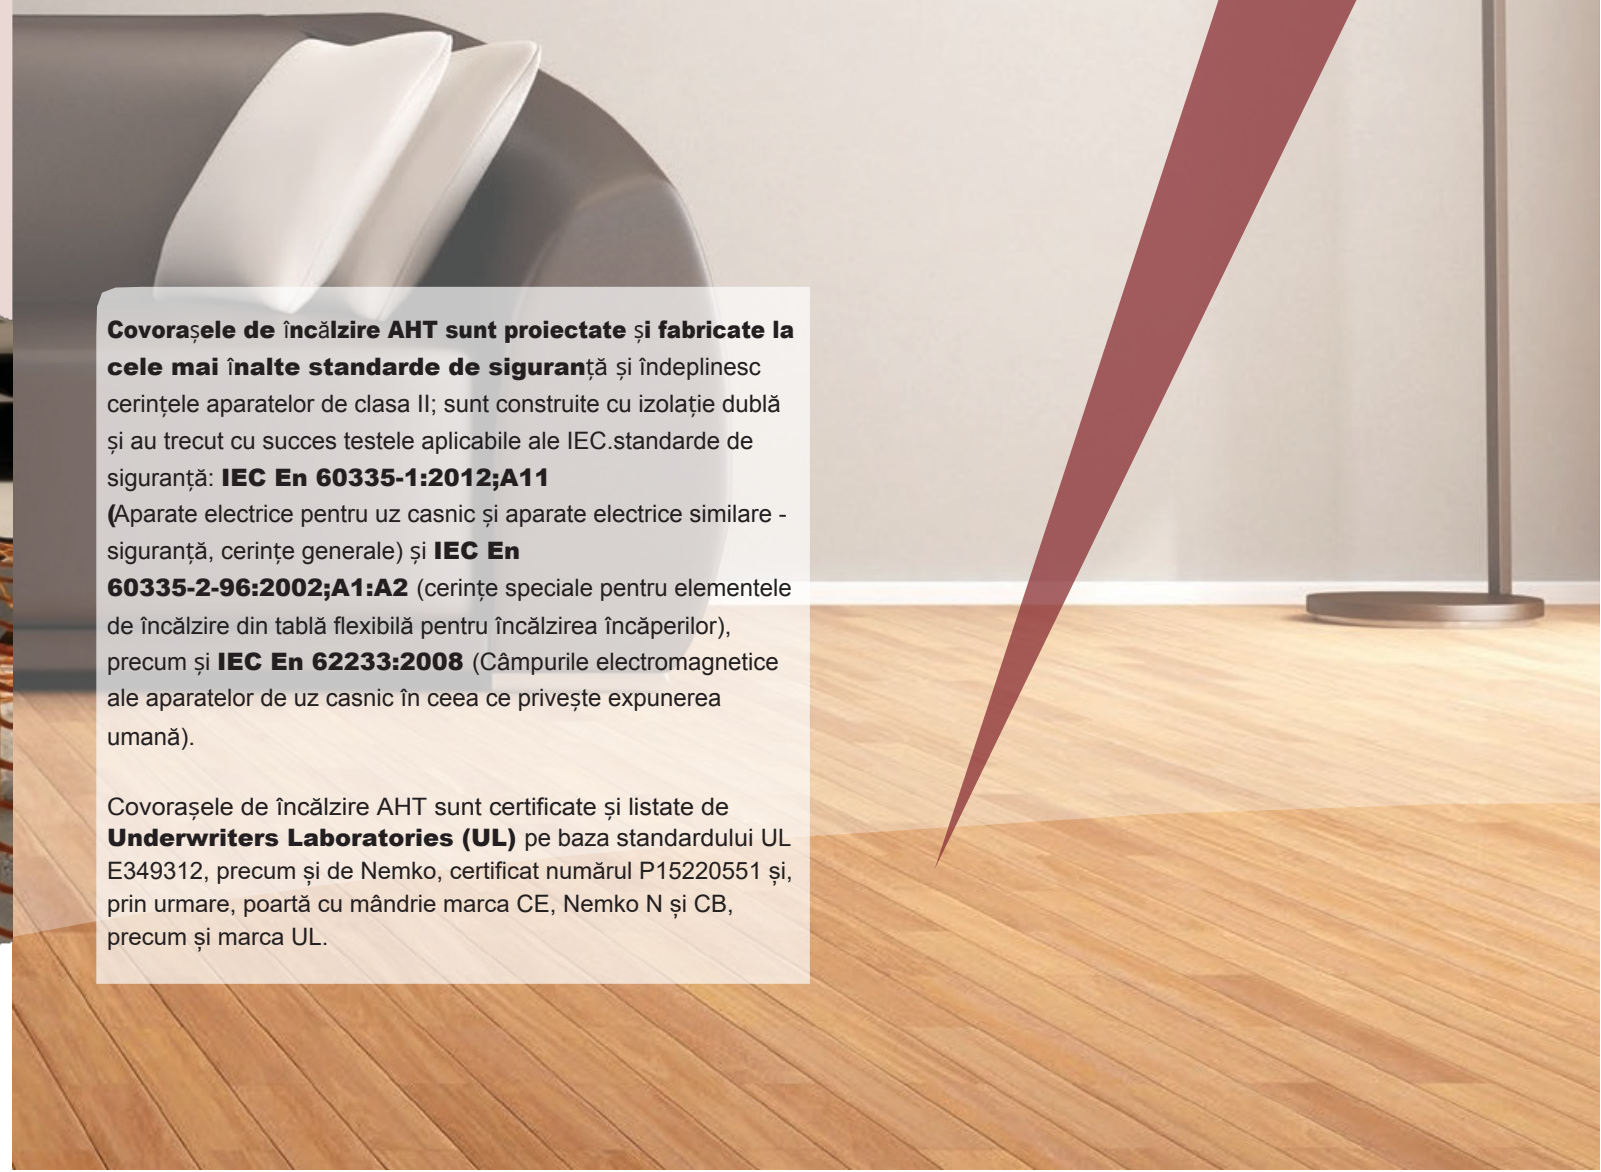 Covorașele de încălzire AHT sunt proiectate și fabricate la
cele mai înalte standarde de siguranță și îndeplinesc
cerințele aparatelor de clasa II; sunt construite cu izolație dublă
și au trecut cu succes testele aplicabile ale IEC.standarde de
siguranță: IEC En 60335-1:2012;A11
(Aparate electrice pentru uz casnic și aparate electrice similare -
siguranță, cerințe generale) și IEC En
60335-2-96:2002;A1:A2 (cerințe speciale pentru elementele
de încălzire din tablă flexibilă pentru încălzirea încăperilor),
precum și IEC En 62233:2008 (Câmpurile electromagnetice
ale aparatelor de uz casnic în ceea ce privește expunerea
umană).
Covorașele de încălzire AHT sunt certificate și listate de
Underwriters Laboratories (UL) pe baza standardului UL
E349312, precum și de Nemko, certificat numărul P15220551 și,
prin urmare, poartă cu mândrie marca CE, Nemko N și CB,
precum și marca UL.